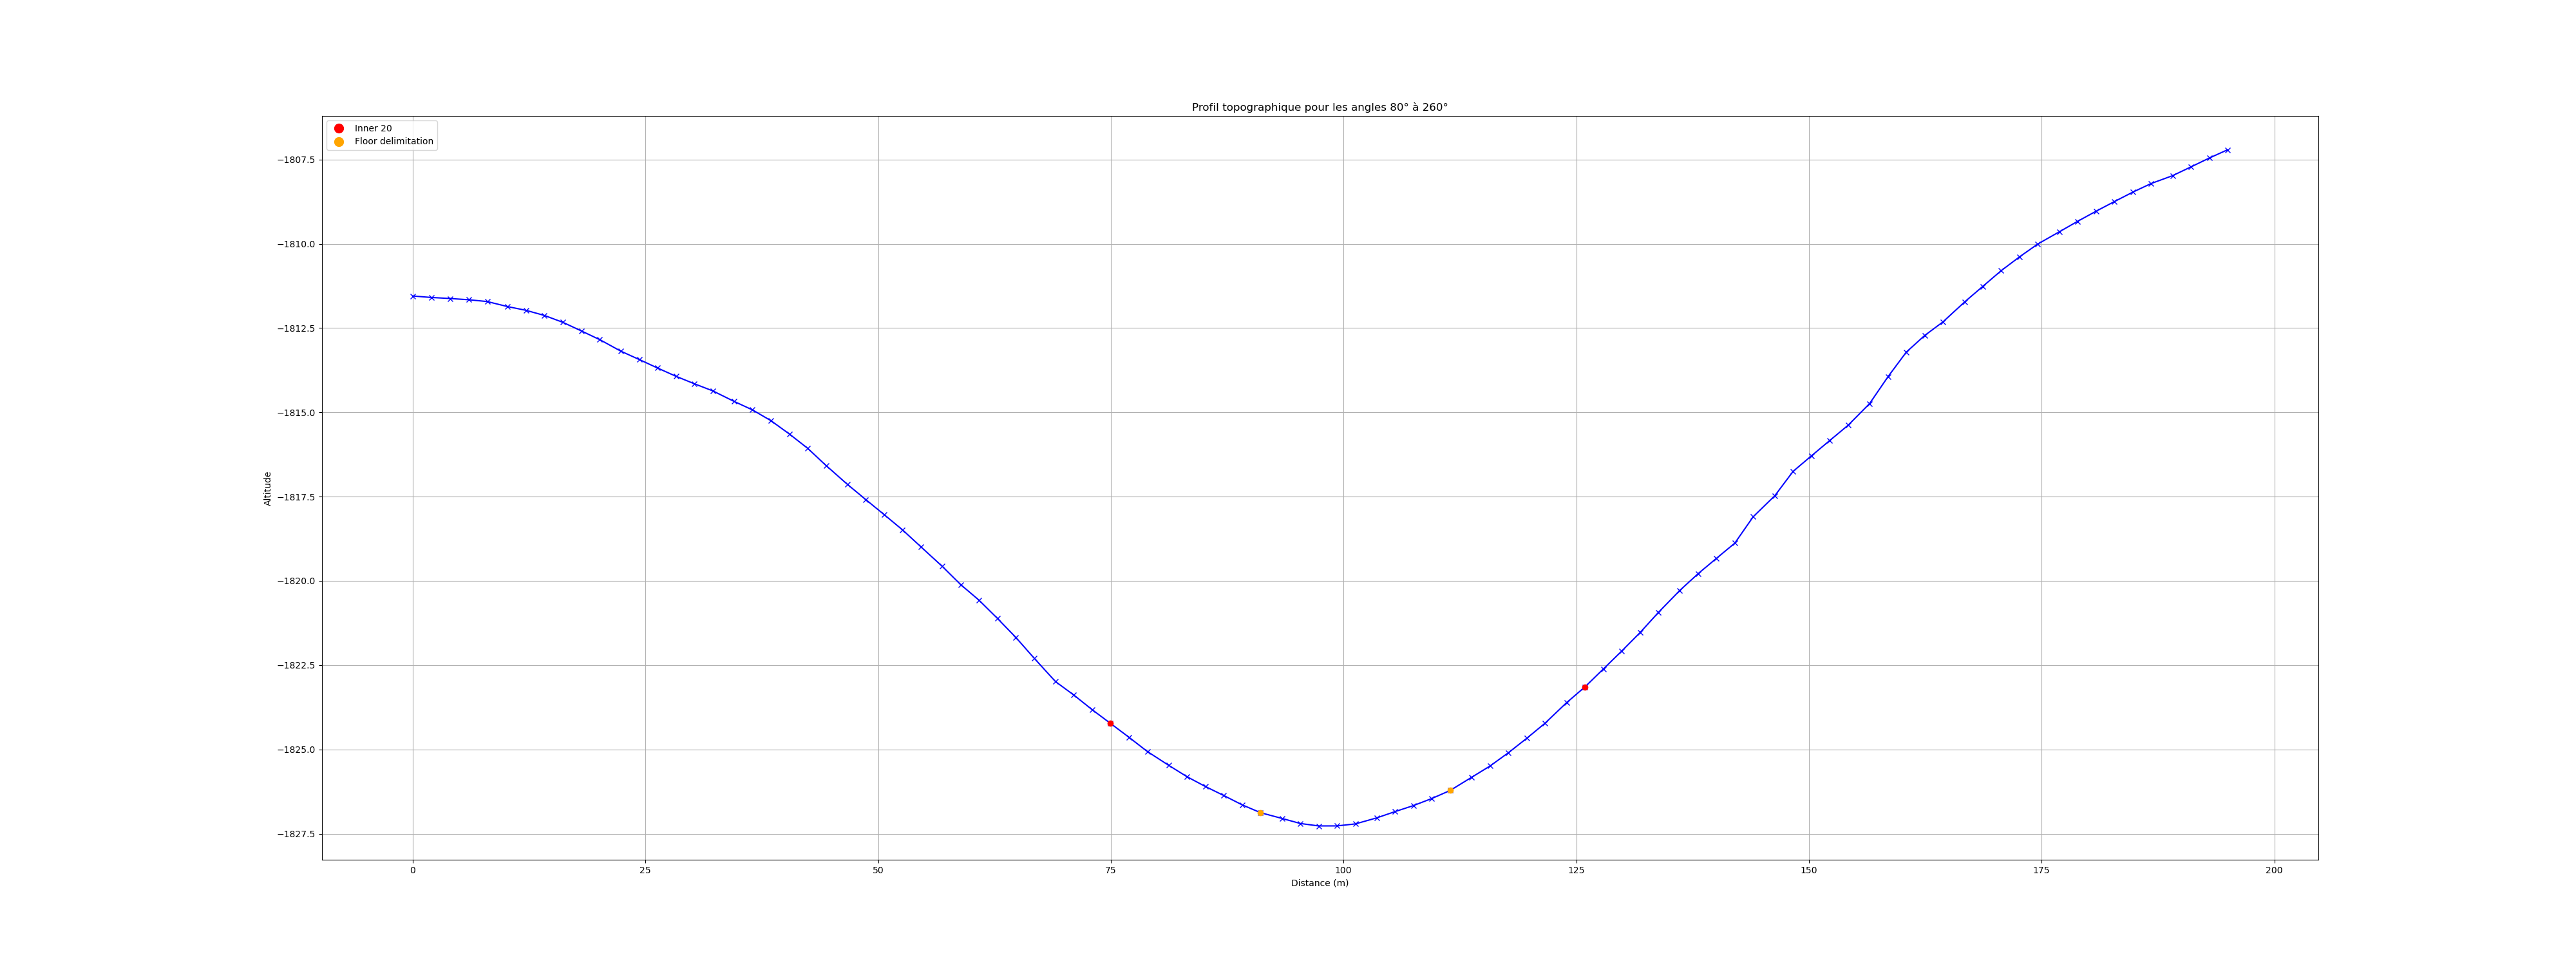 Profil topographique pour les angles 80° à 260°
Inner 20
Floor delimitation
Altitude
−1807.5
−1810.0
−1812.5
−1815.0
−1817.5
−1820.0
−1822.5
−1825.0
−1827.5
0 25 50 75 100 125 150 175 200
Distance (m)